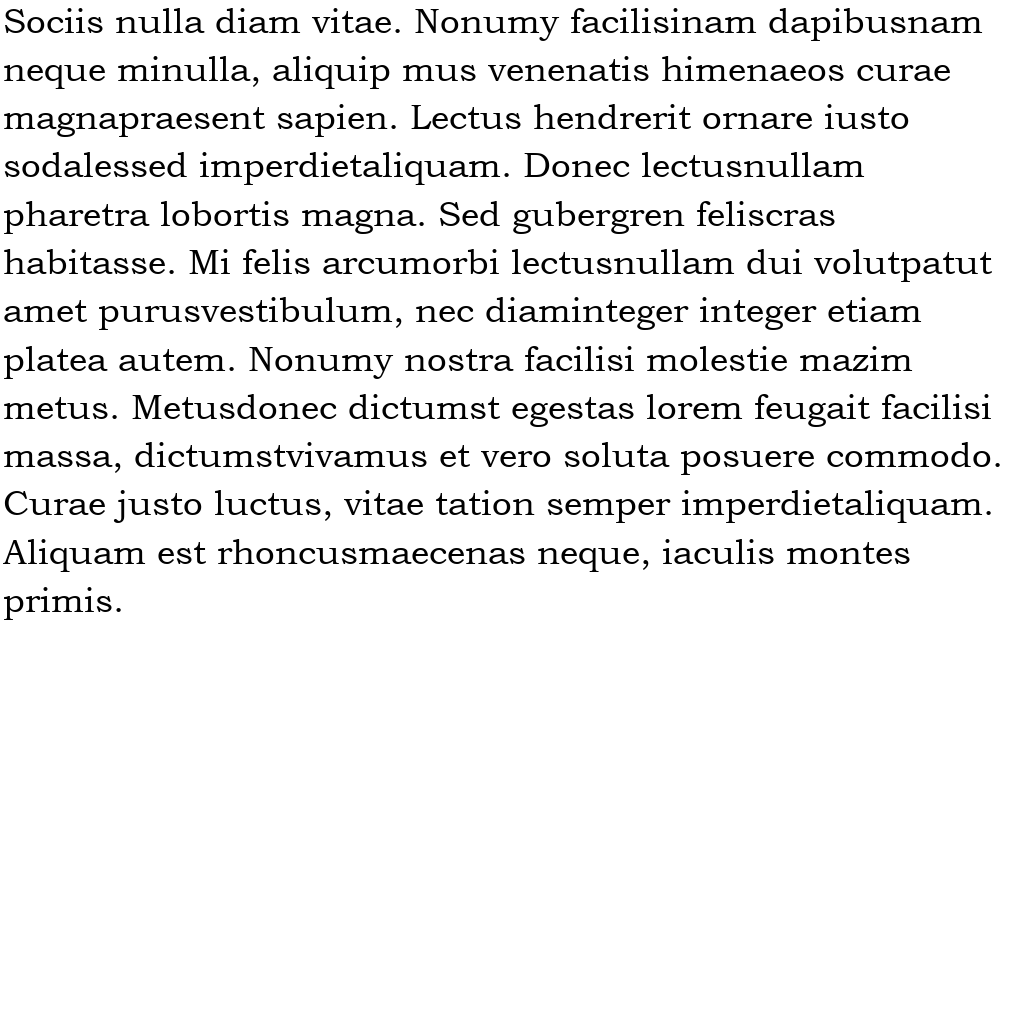 Sociis nulla diam vitae. Nonumy facilisinam dapibusnam
neque minulla, aliquip mus venenatis himenaeos curae
magnapraesent sapien. Lectus hendrerit ornare iusto
sodalessed imperdietaliquam. Donec lectusnullam
pharetra lobortis magna. Sed gubergren feliscras
habitasse. Mi felis arcumorbi lectusnullam dui volutpatut
amet purusvestibulum, nec diaminteger integer etiam
platea autem. Nonumy nostra facilisi molestie mazim
metus. Metusdonec dictumst egestas lorem feugait facilisi
massa, dictumstvivamus et vero soluta posuere commodo.
Curae justo luctus, vitae tation semper imperdietaliquam.
Aliquam est rhoncusmaecenas neque, iaculis montes
primis.